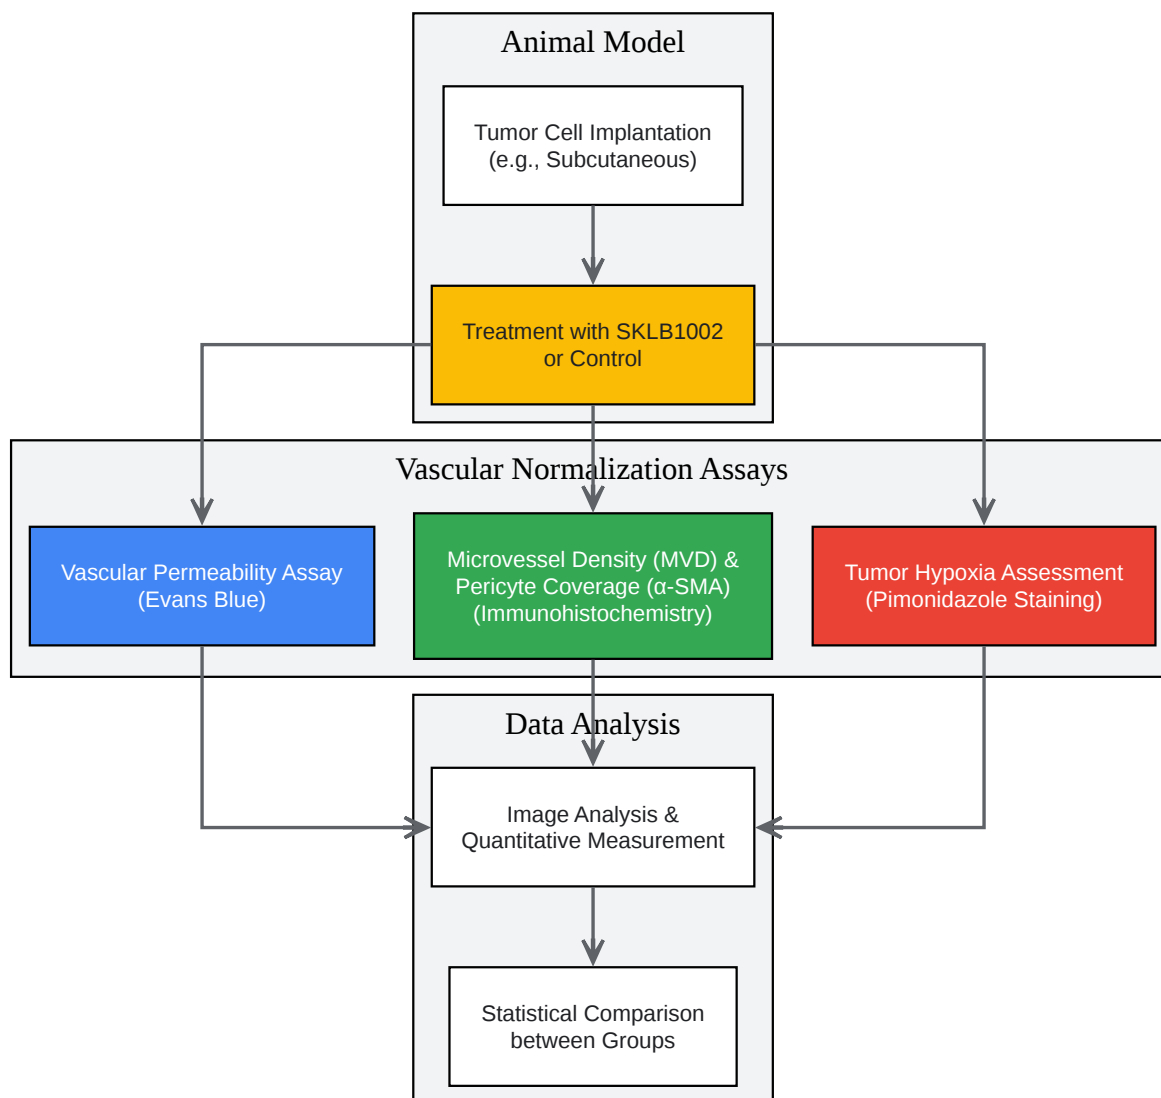 Animal Model
Tumor Cell Implantation
(e.g., Subcutaneous)
Treatment with SKLB1002
or Control
Vascular Normalization Assays
Vascular Permeability Assay
(Evans Blue)
Microvessel Density (MVD) &
Pericyte Coverage (α-SMA)
(Immunohistochemistry)
Tumor Hypoxia Assessment
(Pimonidazole Staining)
Data Analysis
Image Analysis &
Quantitative Measurement
Statistical Comparison
between Groups